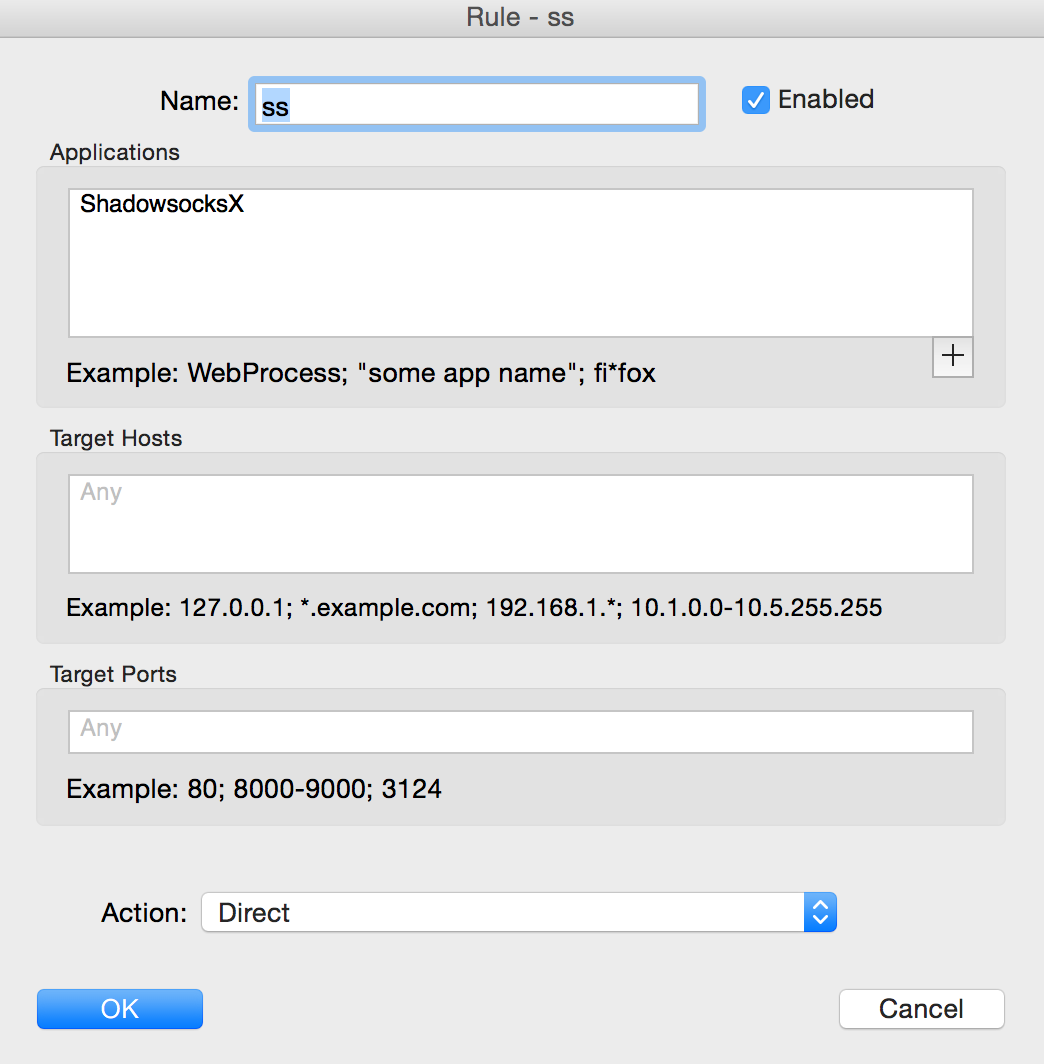 Rule - ss
Name: ss Enabled
Applications
ShadowsocksX
Example: WebProcess; "some app name"; fi*fox
Target Hosts
Any
Example: 127.0.0.1; *.example.com; 192.168.1.*; 10.1.0.0-10.5.255.255
Target Ports
Any
Example: 80; 8000-9000; 3124
Action: Direct
OK Cancel